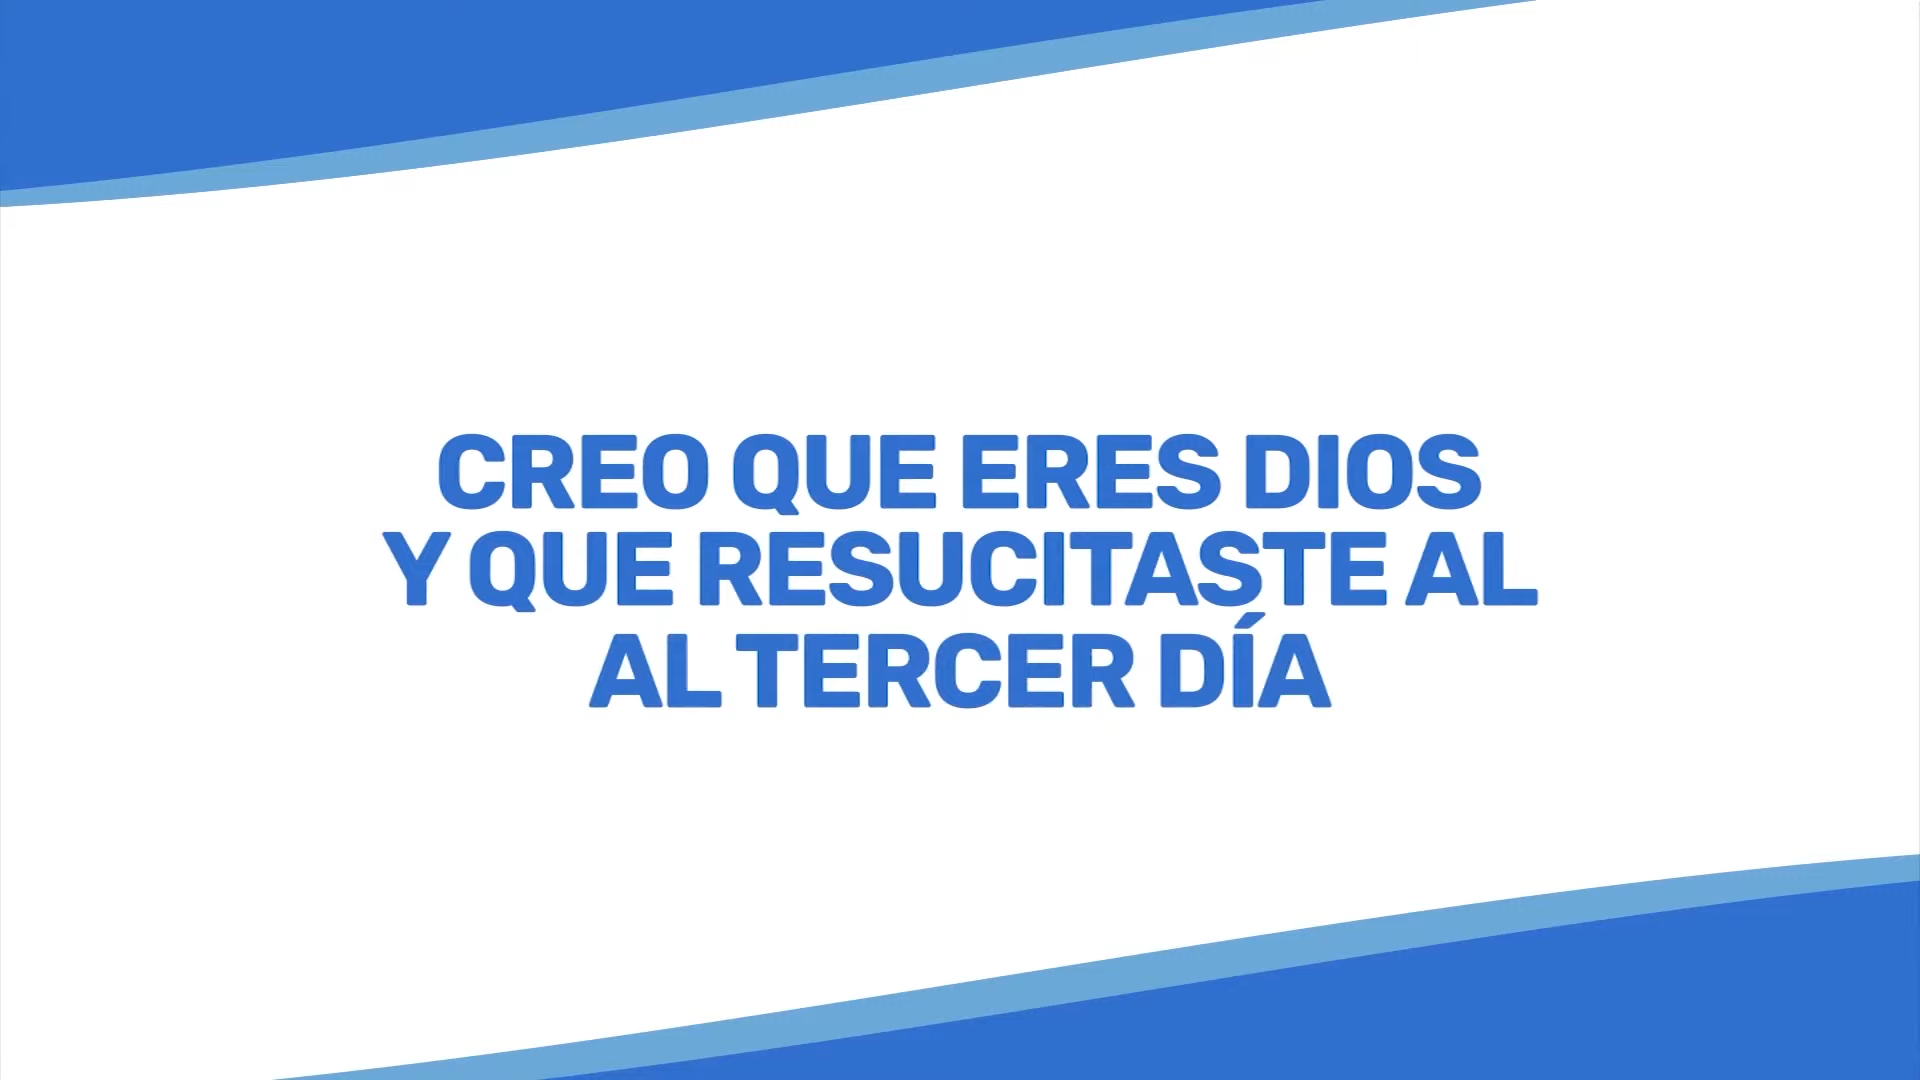 CREO QUE ERES DIOS
Y QUE RESUCITASTE AL
AL TERCER DÍA